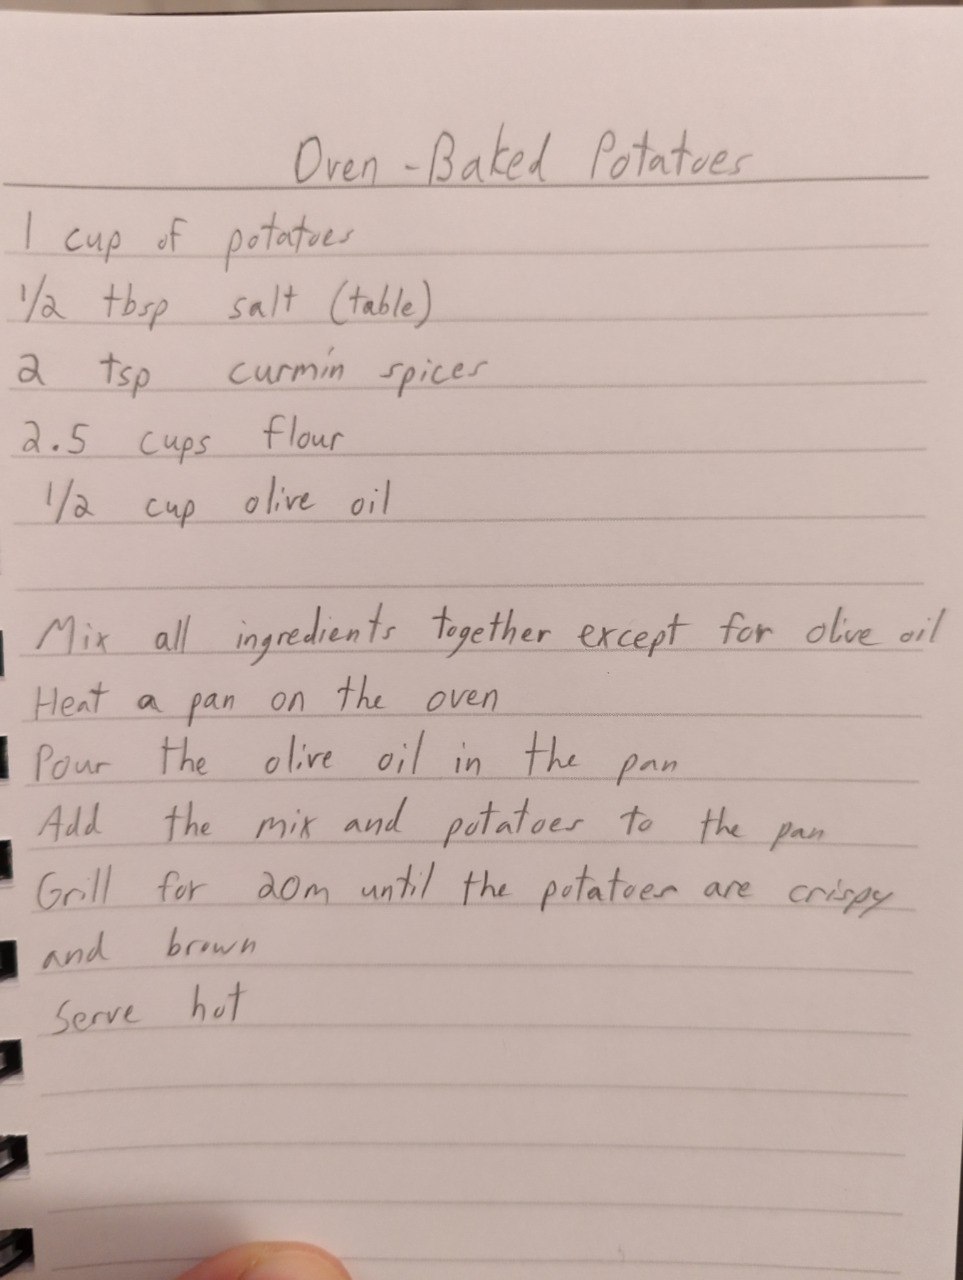 Oven-Baked Potatoes
1 cup of potatoes
1/2 tbsp salt (table)
2 tsp curmin spices
2.5 cups flour
1/2 cup olive oil
Mix all ingredients together except for olive oil
Heat a pan on the oven
Pour the olive oil in the pan
Add the mix and potatoes to the pan
Grill for 20m until the potatoes are crispy
and brown
Serve hot